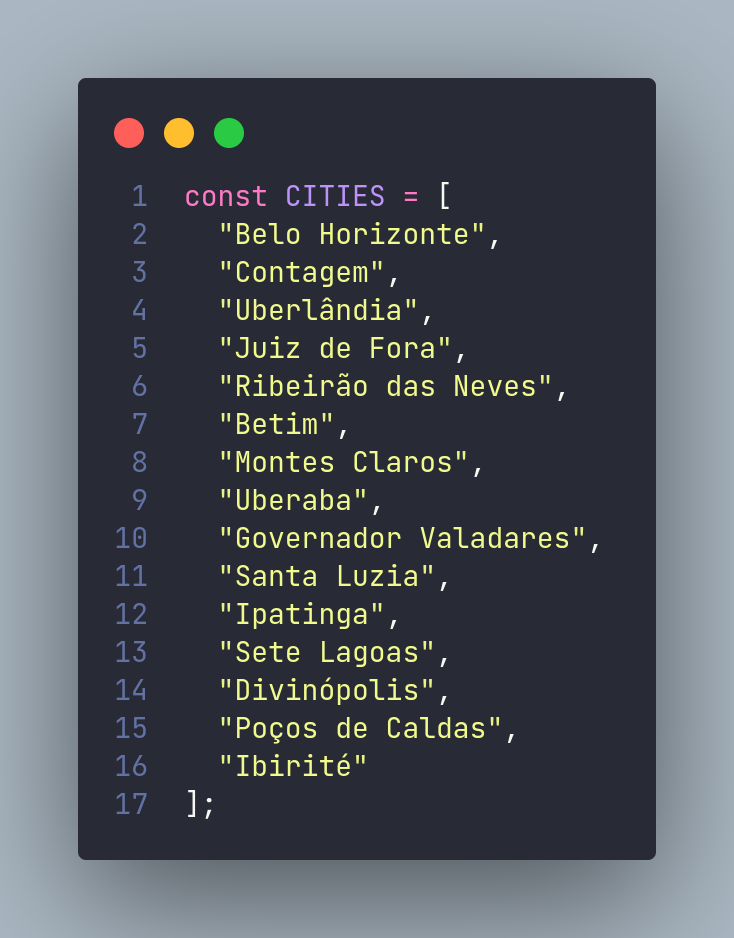 1 const CITIES = [
2   "Belo Horizonte",
3   "Contagem",
4   "Uberlândia",
5   "Juiz de Fora",
6   "Ribeirão das Neves",
7   "Betim",
8   "Montes Claros",
9   "Uberaba",
10   "Governador Valadares",
11   "Santa Luzia",
12   "Ipatinga",
13   "Sete Lagoas",
14   "Divinópolis",
15   "Poços de Caldas",
16   "Ibirité"
17 ];